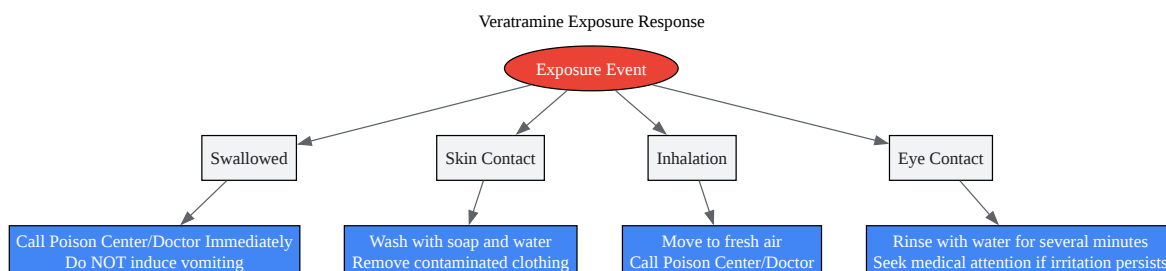 Veratramine Exposure Response
Exposure Event
Swallowed
Skin Contact
Inhalation
Eye Contact
Call Poison Center/Doctor Immediately
Do NOT induce vomiting
Wash with soap and water
Remove contaminated clothing
Move to fresh air
Call Poison Center/Doctor
Rinse with water for several minutes
Seek medical attention if irritation persists